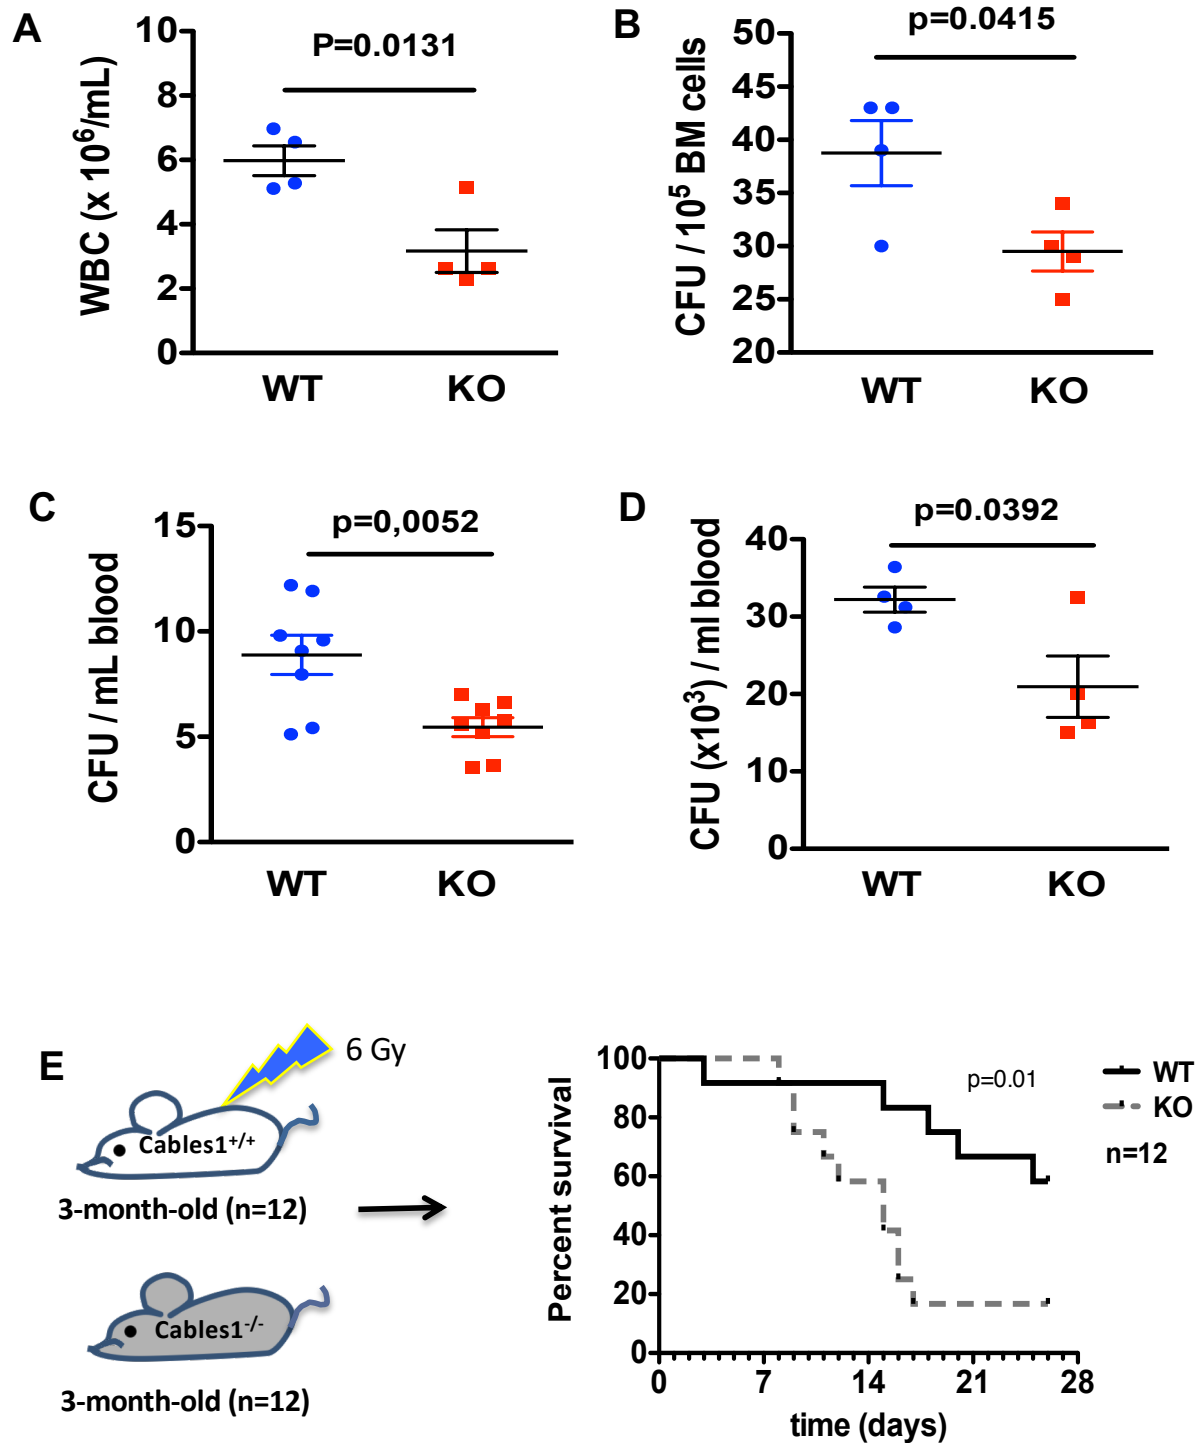 A
P=0.0131
WBC (x 10⁶/mL)
10
8
6
4
2
0
WT KO
B
p=0.0415
CFU / 10⁵ BM cells
50
45
40
35
30
25
20
WT KO
C
p=0,0052
CFU / mL blood
15
10
5
0
WT KO
D
p=0.0392
CFU (x10³) / ml blood
40
30
20
10
0
WT KO
E
6 Gy
Cables1⁺/⁺
3-month-old (n=12)
Cables1⁻/⁻
3-month-old (n=12)
Percent survival
100
80
60
40
20
0
0 7 14 21 28
time (days)
p=0.01
WT
KO
n=12